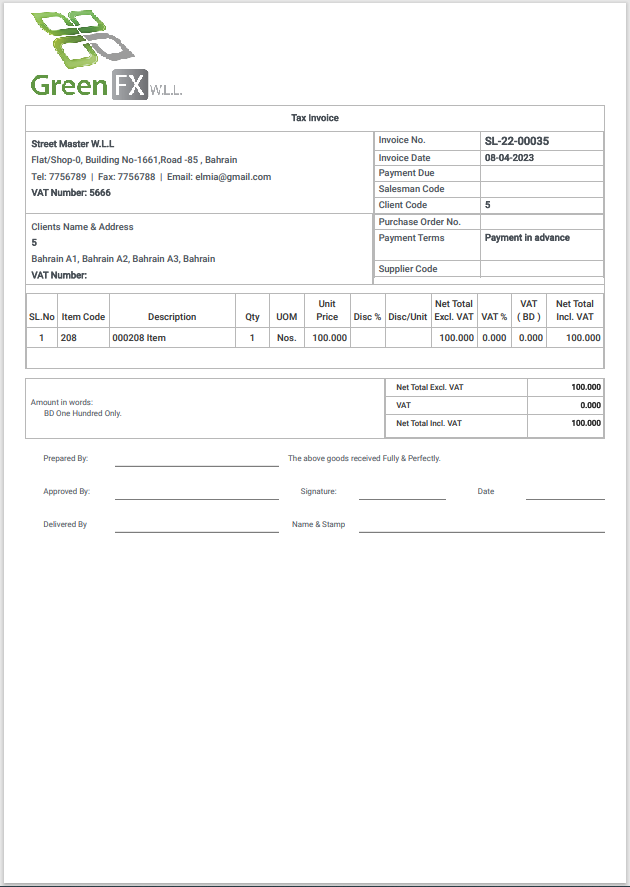 Green FX W.L.L.
Tax Invoice
Street Master W.L.L
Flat/Shop-0, Building No-1661,Road -85 , Bahrain
Tel: 7756789 | Fax: 7756788 | Email: elmia@gmail.com
VAT Number: 5666
Invoice No. SL-22-00035
Invoice Date 08-04-2023
Payment Due
Salesman Code
Client Code 5
Clients Name & Address
5
Bahrain A1, Bahrain A2, Bahrain A3, Bahrain
VAT Number:
Purchase Order No.
Payment Terms Payment in advance
Supplier Code
SL.No Item Code Description Qty UOM Unit Price Disc % Disc/Unit Net Total Excl. VAT VAT % VAT ( BD ) Net Total Incl. VAT
1 208 000208 Item 1 Nos. 100.000 100.000 0.000 0.000 100.000
Amount in words:
BD One Hundred Only.
Net Total Excl. VAT 100.000
VAT 0.000
Net Total Incl. VAT 100.000
Prepared By: The above goods received Fully & Perfectly.
Approved By: Signature: Date
Delivered By Name & Stamp